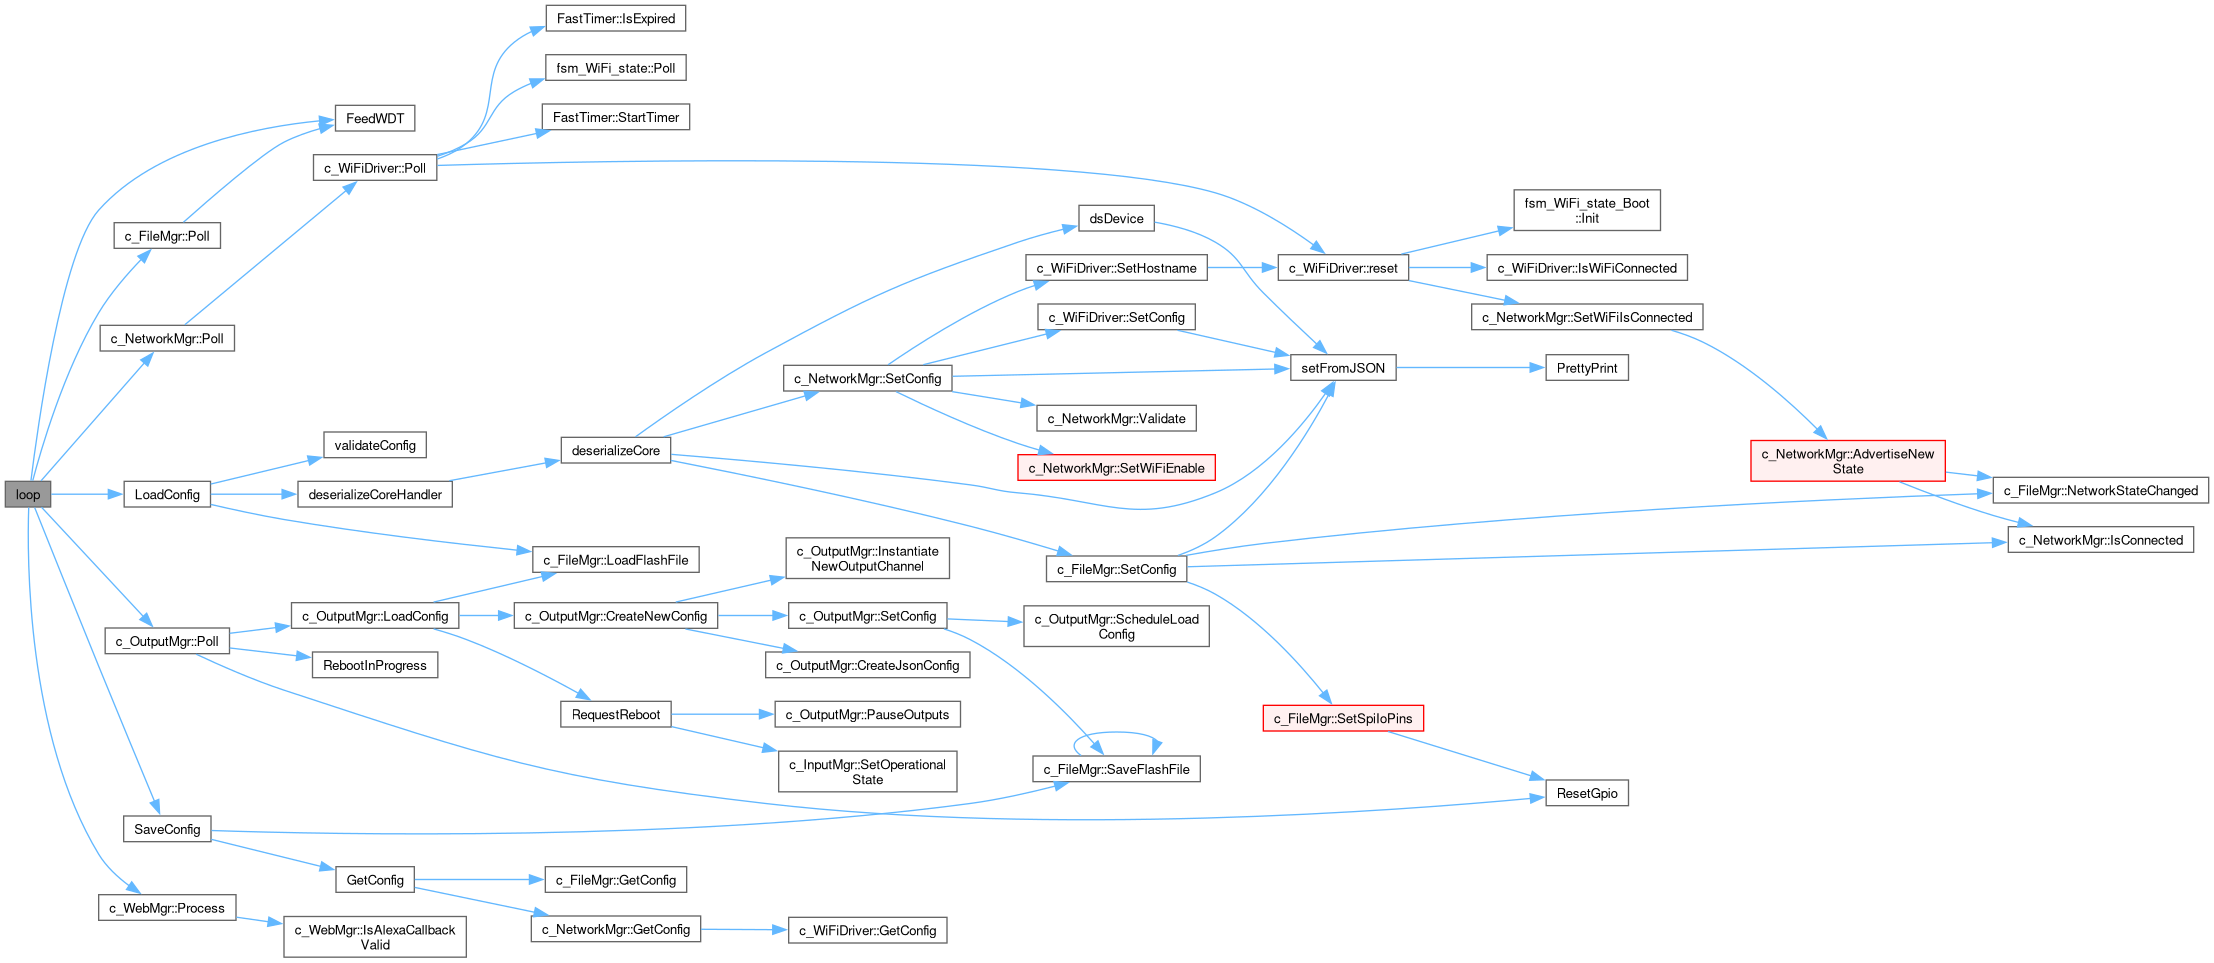 FastTimer::IsExpired
fsm_WiFi_state::Poll
FastTimer::StartTimer
FeedWDT
c_WiFiDriver::Poll
c_FileMgr::Poll
c_NetworkMgr::Poll
loop
LoadConfig
validateConfig
deserializeCoreHandler
deserializeCore
dsDevice
c_WiFiDriver::SetHostname
c_WiFiDriver::SetConfig
c_NetworkMgr::SetConfig
c_NetworkMgr::Validate
c_NetworkMgr::SetWiFiEnable
c_WiFiDriver::reset
setFromJSON
fsm_WiFi_state_Boot
::Init
c_WiFiDriver::IsWiFiConnected
c_NetworkMgr::SetWiFiIsConnected
PrettyPrint
c_NetworkMgr::AdvertiseNew
State
c_FileMgr::NetworkStateChanged
c_NetworkMgr::IsConnected
c_FileMgr::SetConfig
c_FileMgr::LoadFlashFile
c_OutputMgr::Poll
c_OutputMgr::LoadConfig
RebootInProgress
c_OutputMgr::CreateNewConfig
c_OutputMgr::Instantiate
NewOutputChannel
c_OutputMgr::SetConfig
c_OutputMgr::CreateJsonConfig
c_OutputMgr::ScheduleLoad
Config
RequestReboot
c_OutputMgr::PauseOutputs
c_InputMgr::SetOperational
State
c_FileMgr::SetSpiIoPins
c_FileMgr::SaveFlashFile
ResetGpio
SaveConfig
GetConfig
c_FileMgr::GetConfig
c_NetworkMgr::GetConfig
c_WiFiDriver::GetConfig
c_WebMgr::Process
c_WebMgr::IsAlexaCallback
Valid